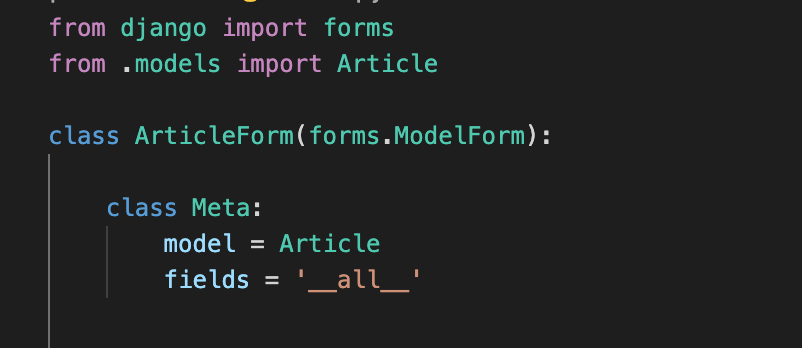 from django import forms
from .models import Article
class ArticleForm(forms.ModelForm):
class Meta:
model = Article
fields = '__all__'